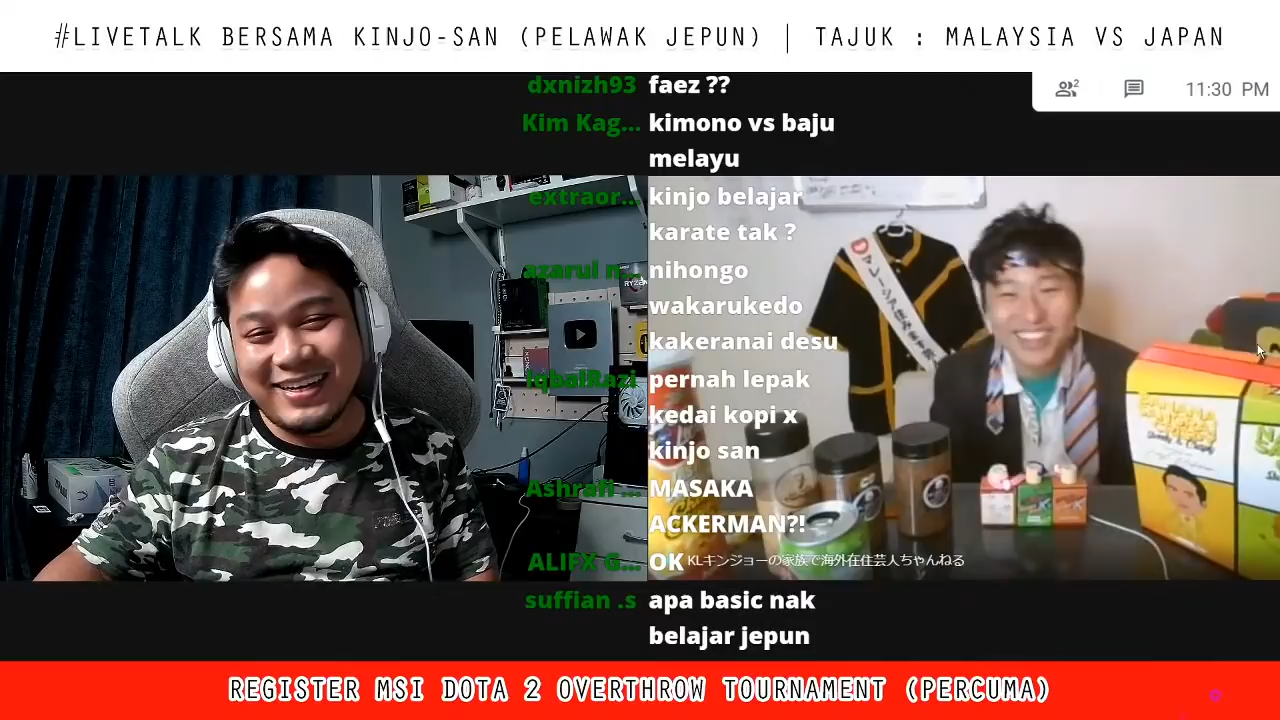 #LIVETALK BERSAMA KINJO-SAN (PELAWAK JEPUN) | TAJUK : MALAYSIA VS JAPAN
2
11:30 PM
dxnizh93 faez ??
Kim Kag... kimono vs baju
melayu
extraor... kinjo belajar
karate tak ?
azarul n... nihongo
wakarukedo
kakeranai desu
IqbalRazi pernah lepak
kedai kopi x
kinjo san
Ashrafi ... MASAKA
ACKERMAN?!
ALIFX G... OK
KLキンジョーの家族で海外在住芸人ちゃんねる
suffian .s apa basic nak
belajar jepun
RYZEN
REGISTER MSI DOTA 2 OVERTHROW TOURNAMENT (PERCUMA)